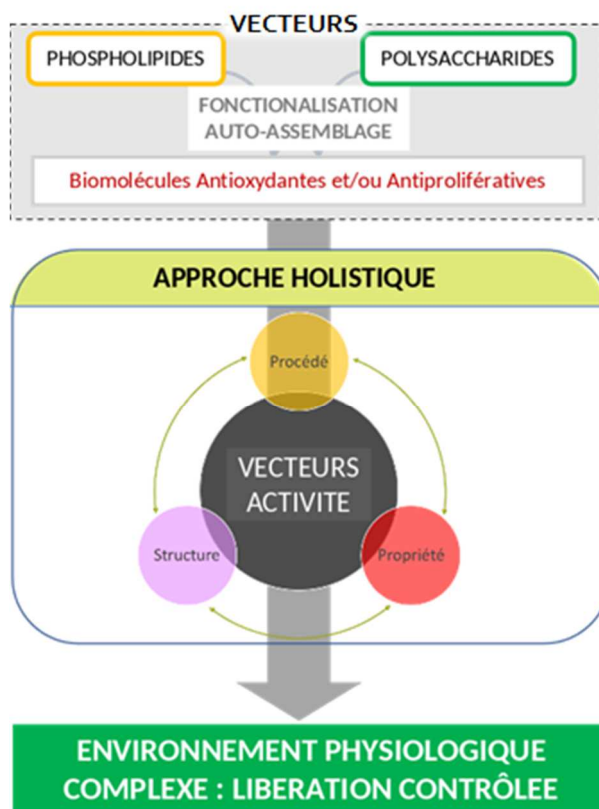 VECTEURS
PHOSPHOLIPIDES
POLYSACCHARIDES
FONCTIONALISATION
AUTO-ASSEMBLAGE
Biomolécules Antioxydantes et/ou Antiprolifératives
APPROCHE HOLISTIQUE
Procédé
VECTEURS
ACTIVITE
Structure
Propriété
ENVIRONNEMENT PHYSIOLOGIQUE
COMPLEXE : LIBERATION CONTRÔLEE